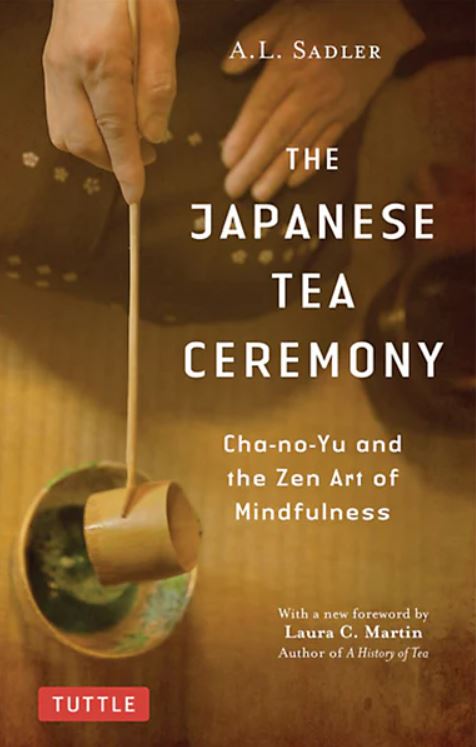 A.L. SADLER
THE
JAPANESE
TEA
CEREMONY
Cha-no-Yu and
the Zen Art of
Mindfulness
With a new foreword by
Laura C. Martin
Author of A History of Tea
TUTTLE